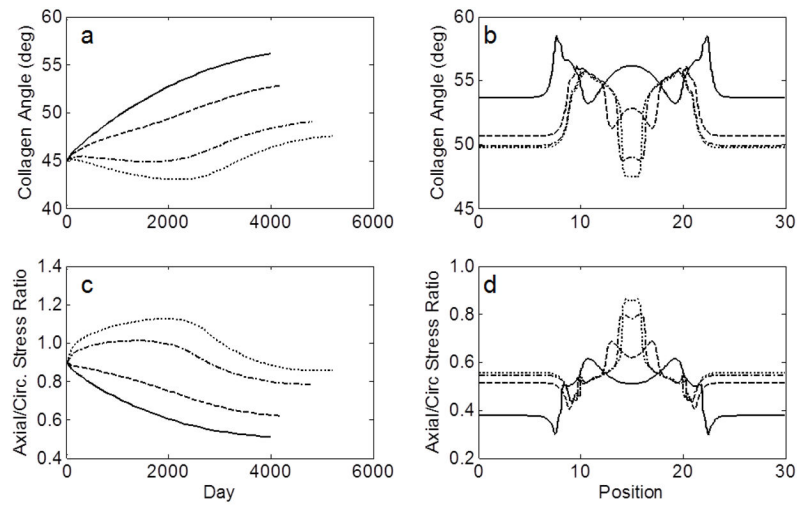 a
Collagen Angle (deg)
60
55
50
45
40
0 2000 4000 6000
b
Collagen Angle (deg)
60
55
50
45
0 10 20 30
c
Axial/Circ. Stress Ratio
1.4
1.2
1.0
0.8
0.6
0.4
0 2000 4000 6000
Day
d
Axial/Circ Stress Ratio
1.0
0.8
0.6
0.4
0.2
0 10 20 30
Position